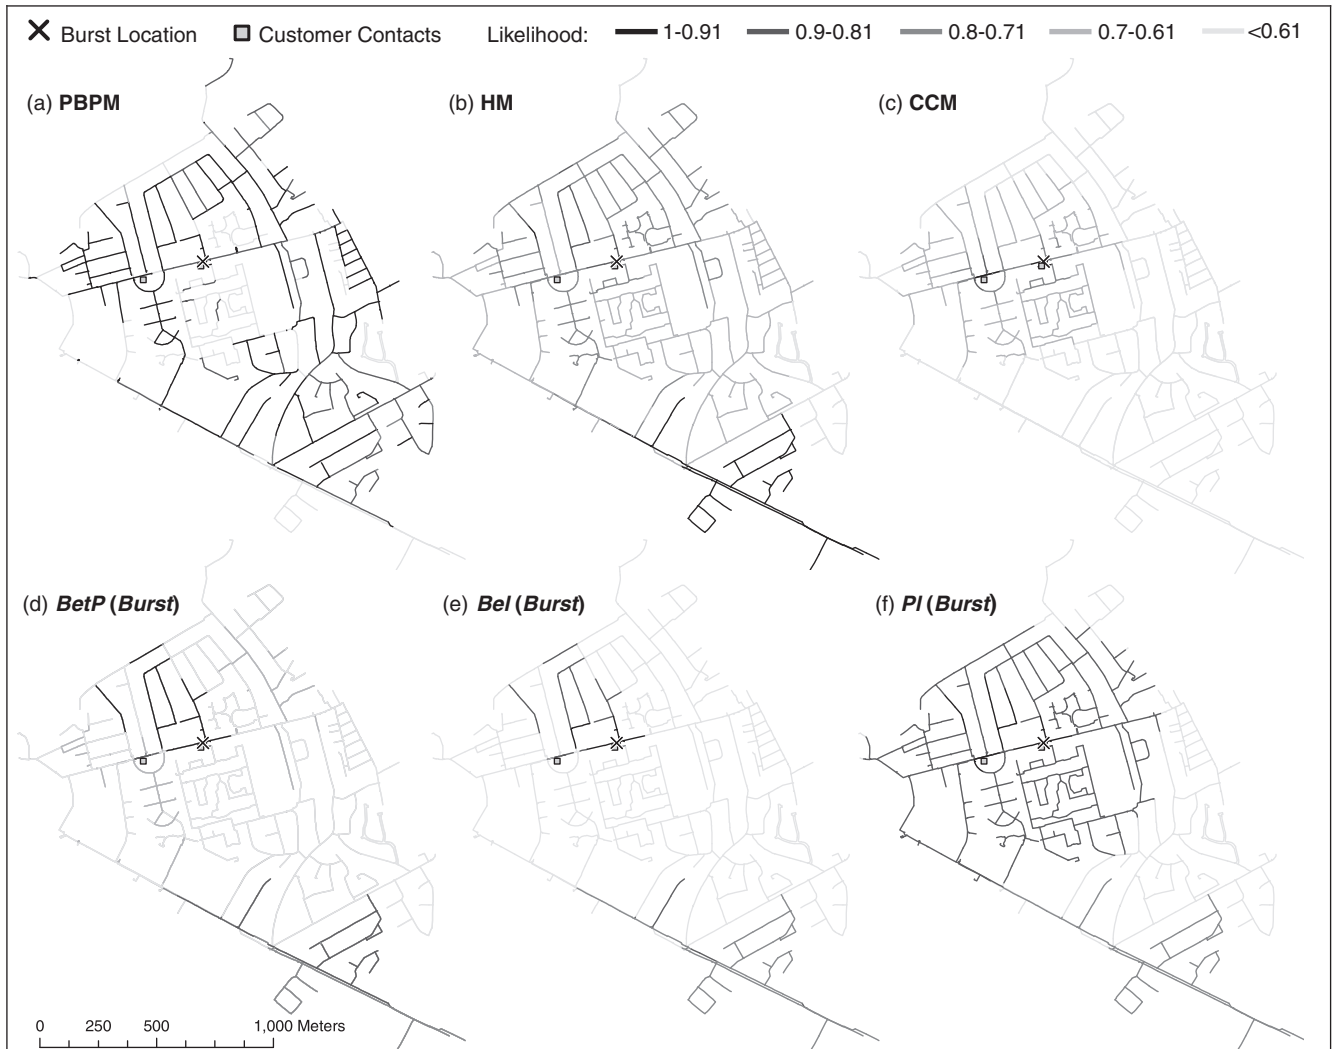 Burst Location Customer Contacts Likelihood: 1-0.91 0.9-0.81 0.8-0.71 0.7-0.61 <0.61
(a) PBPM (b) HM (c) CCM
(d) BetP (Burst) (e) Bel (Burst) (f) Pl (Burst)
0 250 500 1,000 Meters